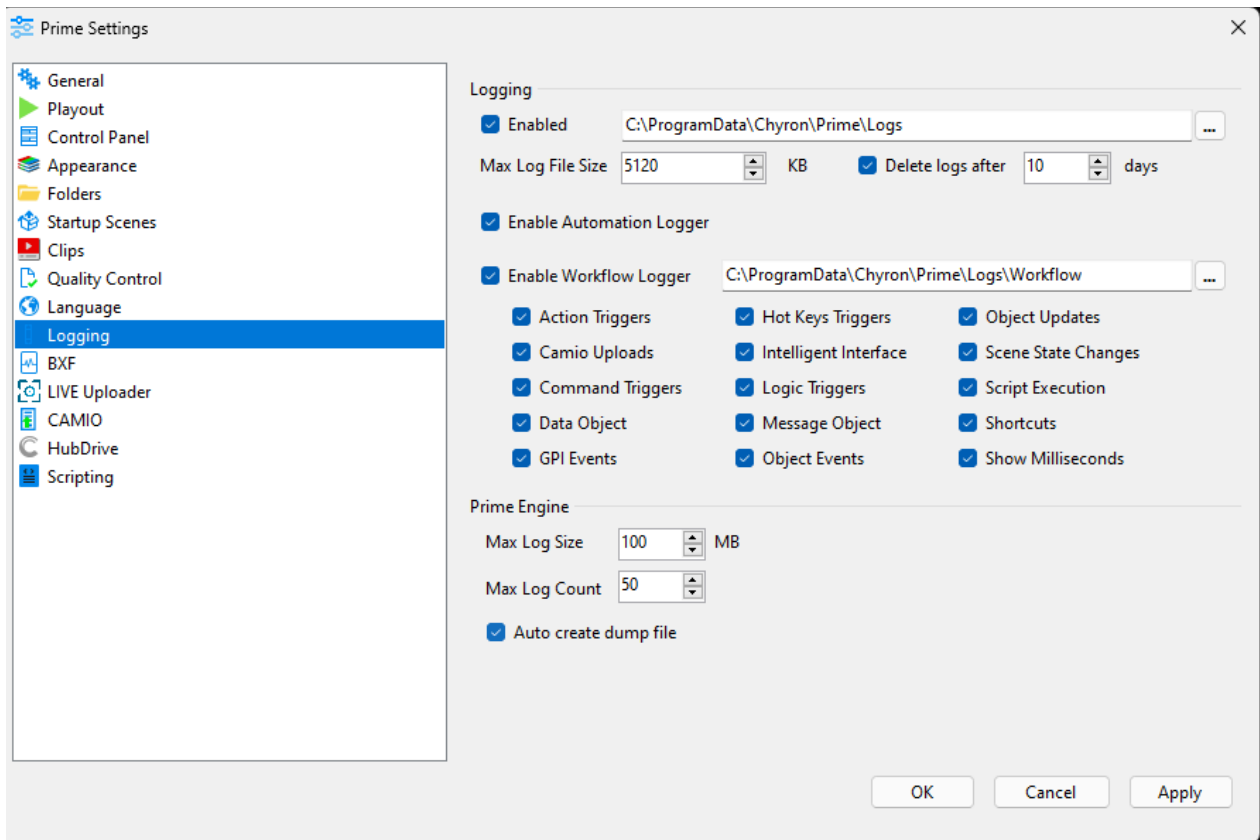 Prime Settings
General
Playout
Control Panel
Appearance
Folders
Startup Scenes
Clips
Quality Control
Language
Logging
BXF
LIVE Uploader
CAMIO
HubDrive
Scripting
Logging
Enabled C:\ProgramData\Chyron\Prime\Logs ...
Max Log File Size 5120 KB Delete logs after 10 days
Enable Automation Logger
Enable Workflow Logger C:\ProgramData\Chyron\Prime\Logs\Workflow ...
Action Triggers Hot Keys Triggers Object Updates
Camio Uploads Intelligent Interface Scene State Changes
Command Triggers Logic Triggers Script Execution
Data Object Message Object Shortcuts
GPI Events Object Events Show Milliseconds
Prime Engine
Max Log Size 100 MB
Max Log Count 50
Auto create dump file
OK Cancel Apply